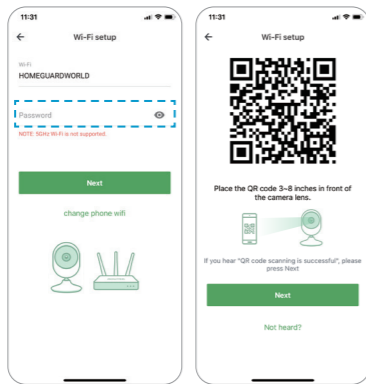 11:31
Wi-Fi setup
Wi-Fi
HOMEGUARDWORLD
Password
NOTE: 5GHz Wi-Fi is not supported.
Next
change phone wifi
11:31
Wi-Fi setup
Place the QR code 3~8 inches in front of
the camera lens.
If you hear "QR code scanning is successful", please
press Next
Next
Not heard?